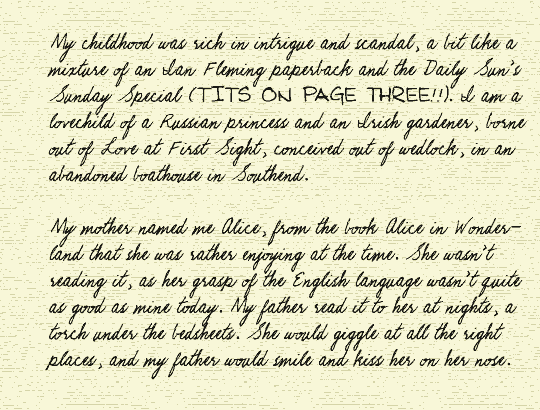 My childhood was rich in intrigue and scandal, a bit like a
mixture of an Ian Fleming paperback and the Daily Sun's
Sunday Special (TITS ON PAGE THREE!!). I am a
lovechild of a Russian princess and an Irish gardener, borne
out of Love at First Sight, conceived out of wedlock, in an
abandoned boathouse in Southend.
My mother named me Alice, from the book Alice in Wonder-
land that she was rather enjoying at the time. She wasn't
reading it, as her grasp of the English language wasn't quite
as good as mine today. My father read it to her at nights, a
torch under the bedsheets. She would giggle at all the right
places, and my father would smile and kiss her on her nose.